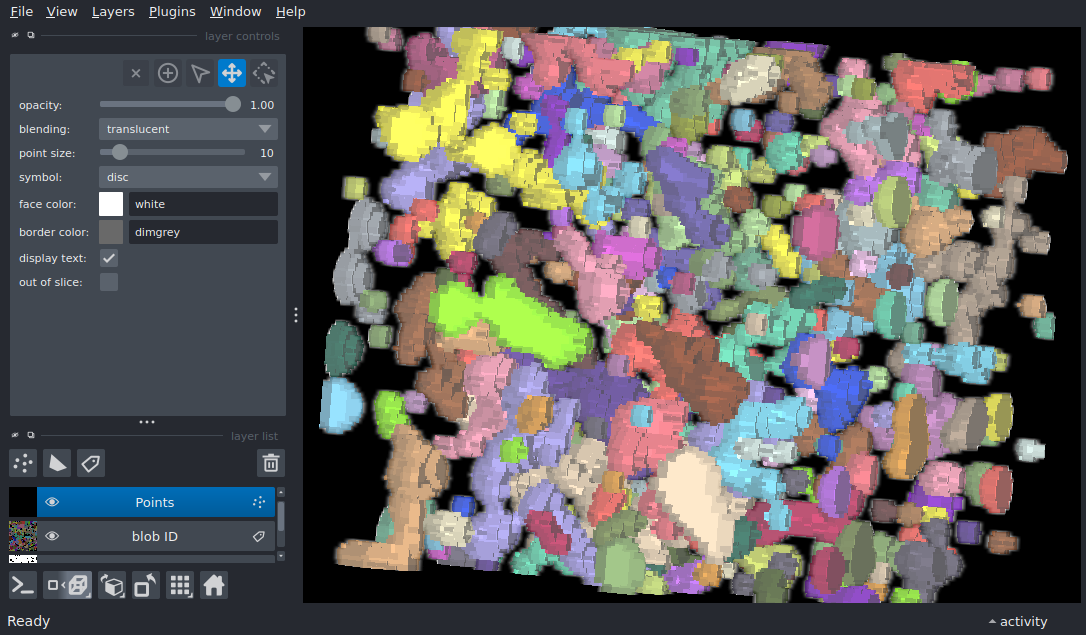 File View Layers Plugins Window Help
layer controls
opacity: 1.00
blending: translucent
point size: 10
symbol: disc
face color: white
border color: dimgrey
display text:
out of slice:
layer list
Points
blob ID
Ready
activity